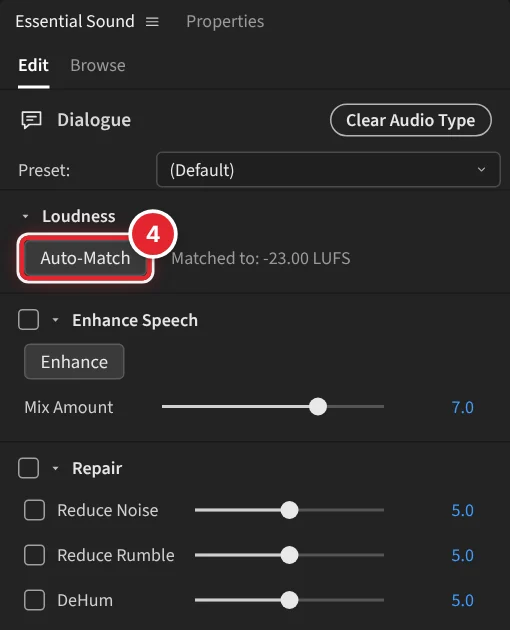 Essential Sound Properties
Edit Browse
Dialogue Clear Audio Type
Preset: (Default)
Loudness
4
Auto-Match Matched to: -23.00 LUFS
Enhance Speech
Enhance
Mix Amount 7.0
Repair
Reduce Noise 5.0
Reduce Rumble 5.0
DeHum 5.0